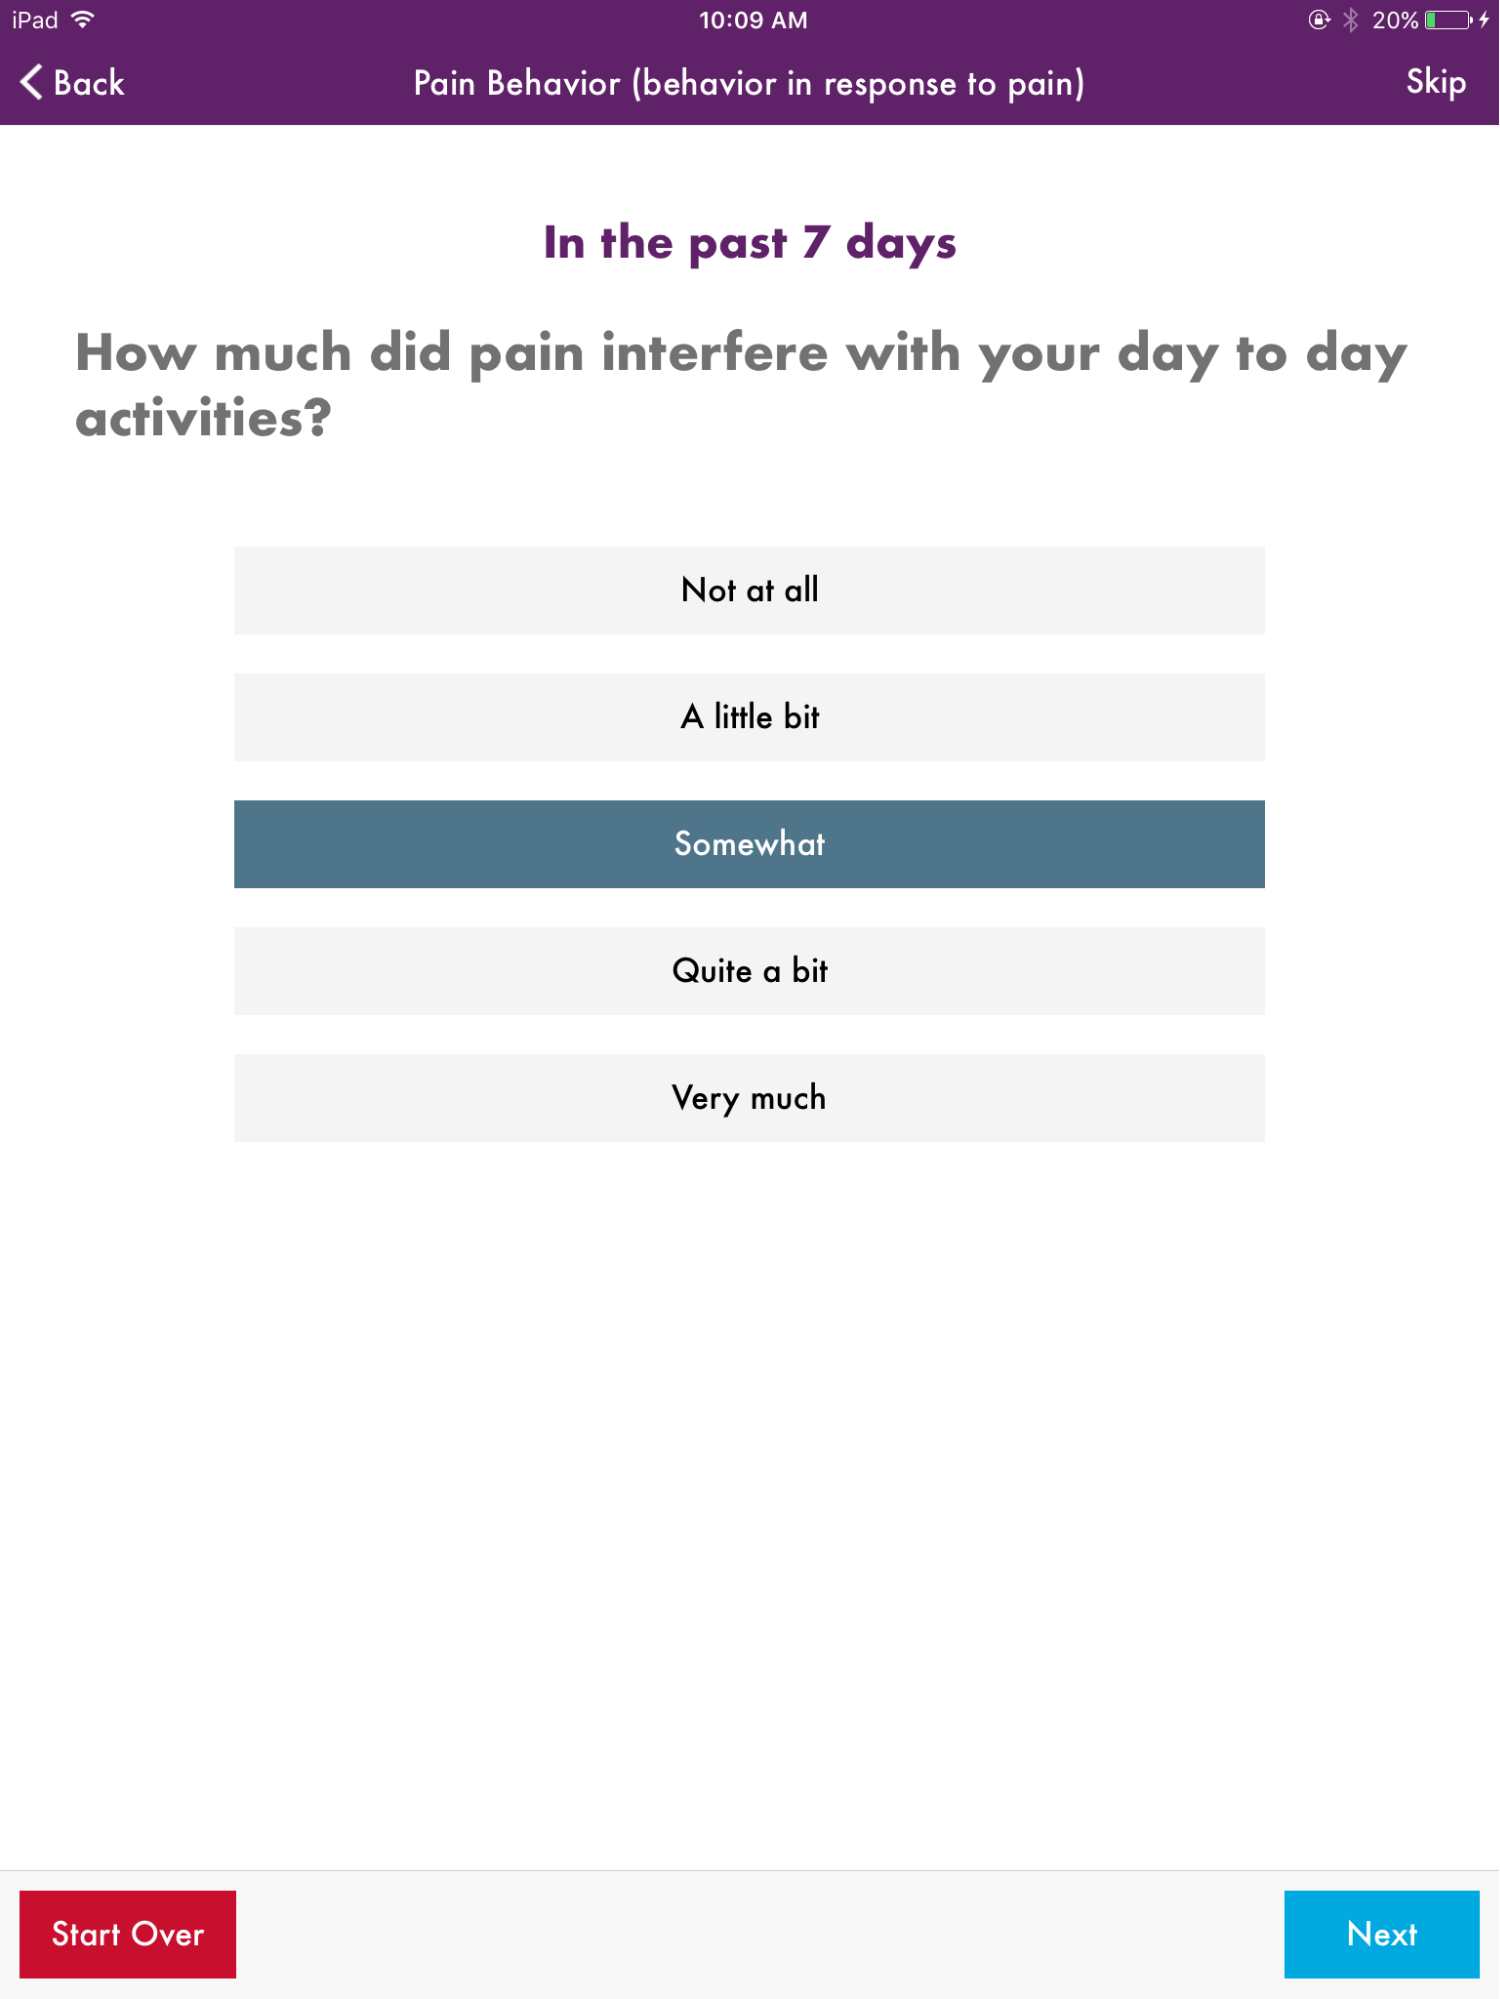 iPad 10:09 AM 20%
Back Pain Behavior (behavior in response to pain) Skip
In the past 7 days
How much did pain interfere with your day to day
activities?
Not at all
A little bit
Somewhat
Quite a bit
Very much
Start Over Next